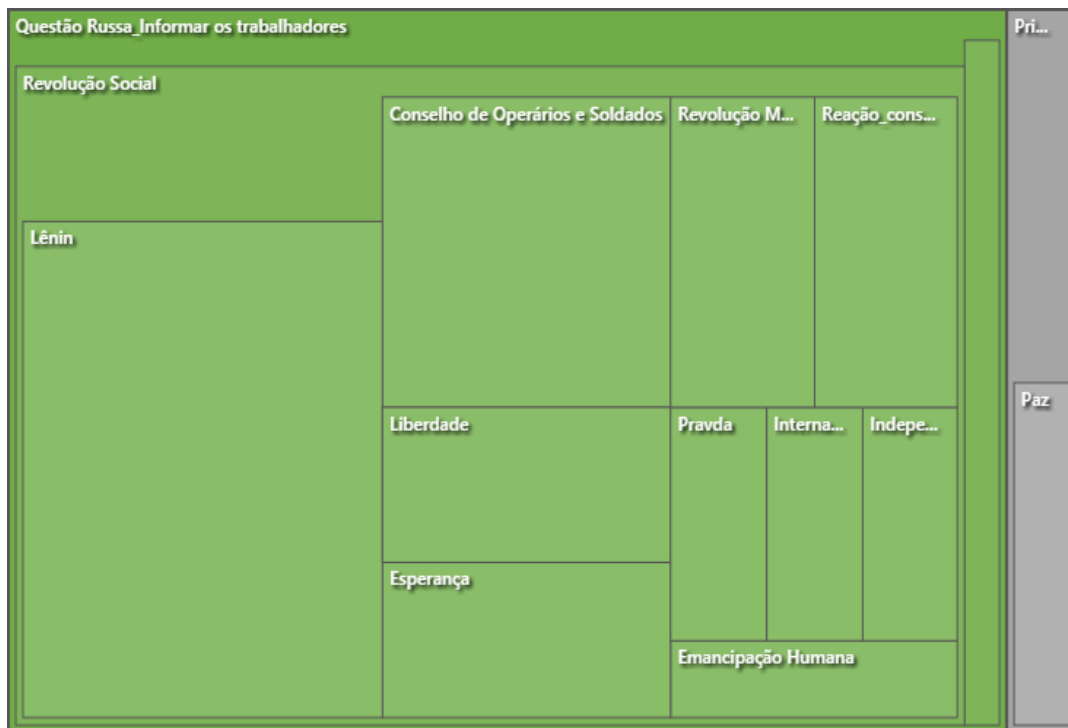 Questão Russa_Informar os trabalhadores
Pri...
Revolução Social
Conselho de Operários e Soldados
Revolução M...
Reação_cons...
Lênin
Paz
Liberdade
Pravda
Interna...
Indepe...
Esperança
Emancipação Humana